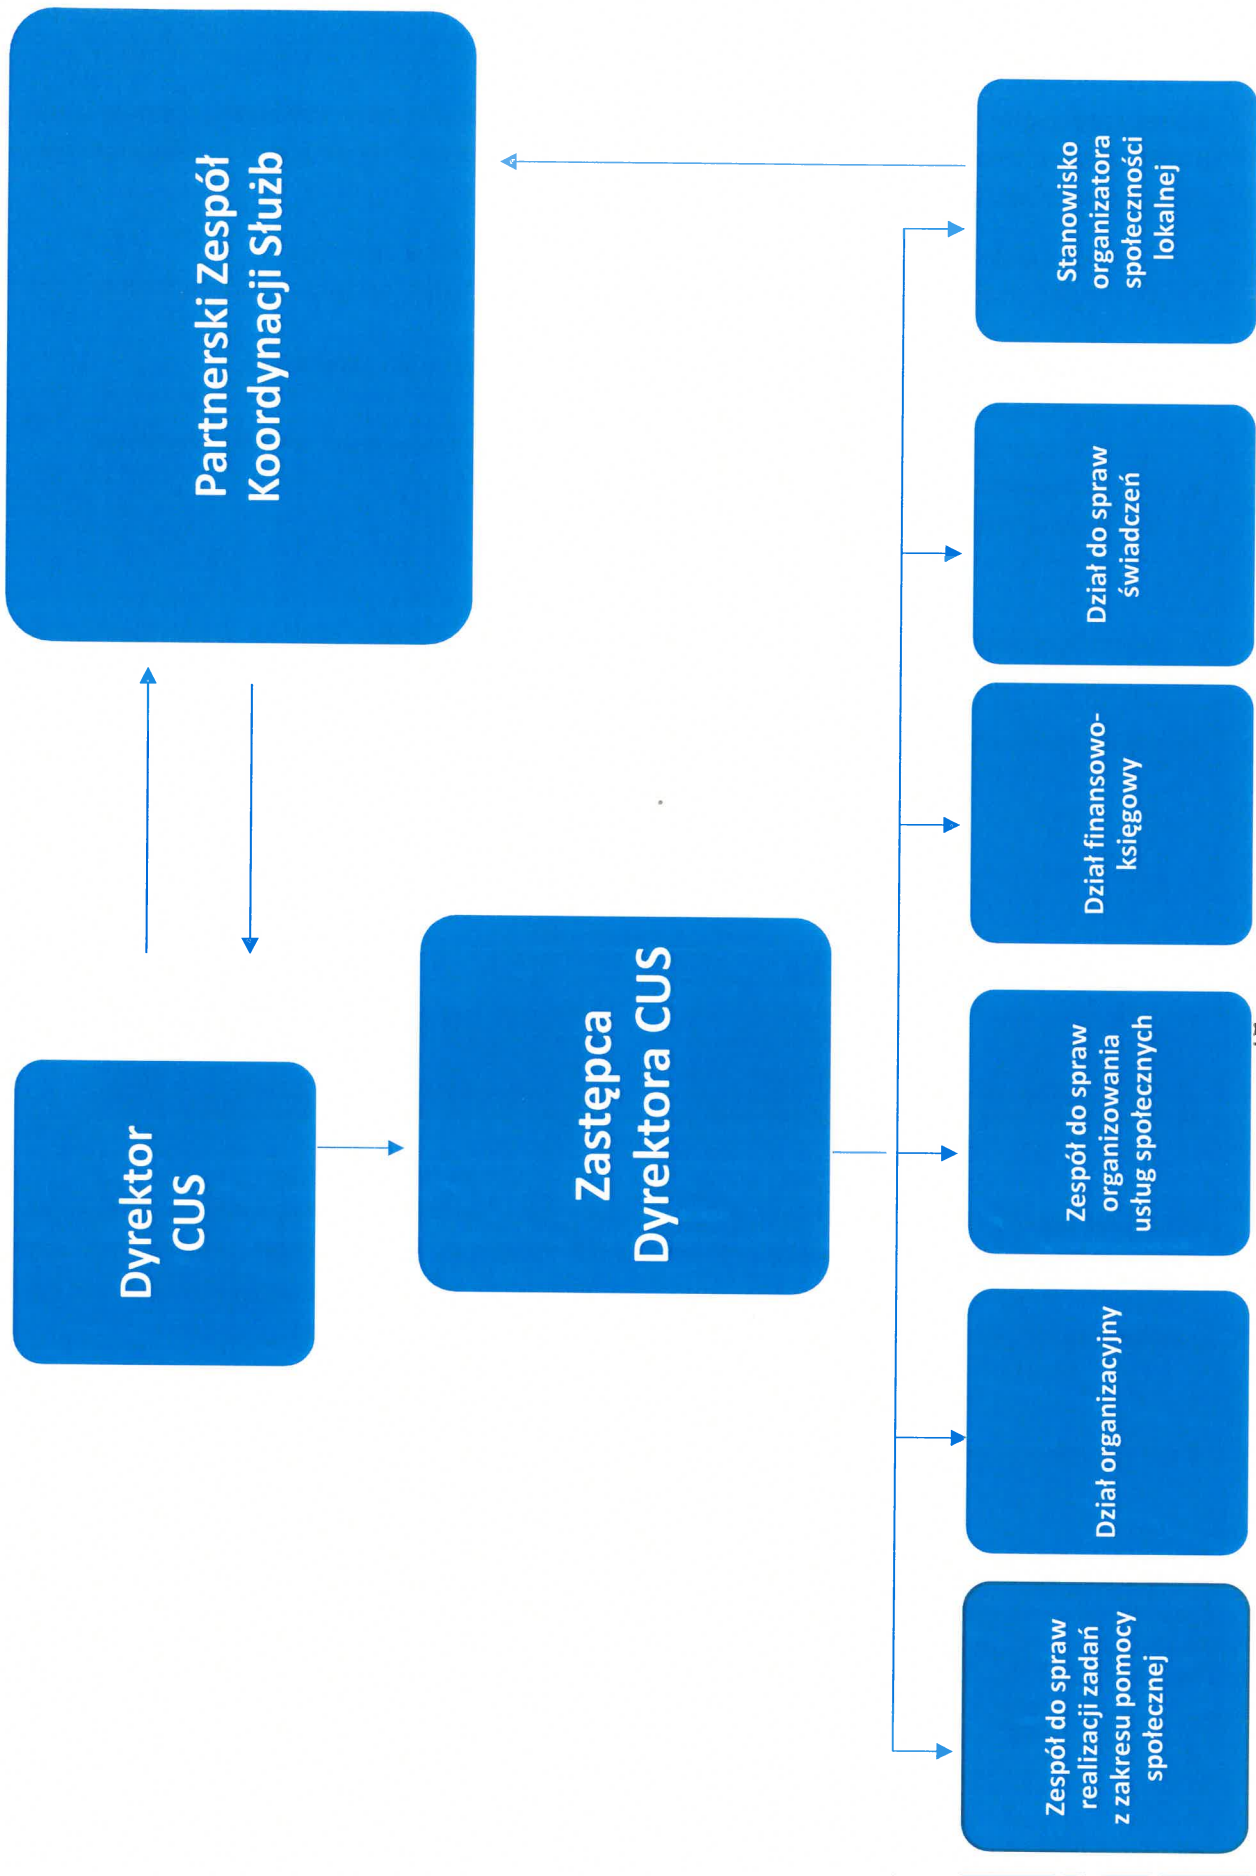 Dyrektor
CUS
Partnerski Zespół
Koordynacji Służb
Zastępca
Dyrektora CUS
Zespół do spraw
realizacji zadań
z zakresu pomocy
społecznej
Dział organizacyjny
Zespół do spraw
organizowania
usług społecznych
Dział finansowo-
księgowy
Dział do spraw
świadczeń
Stanowisko
organizatora
społeczności
lokalnej